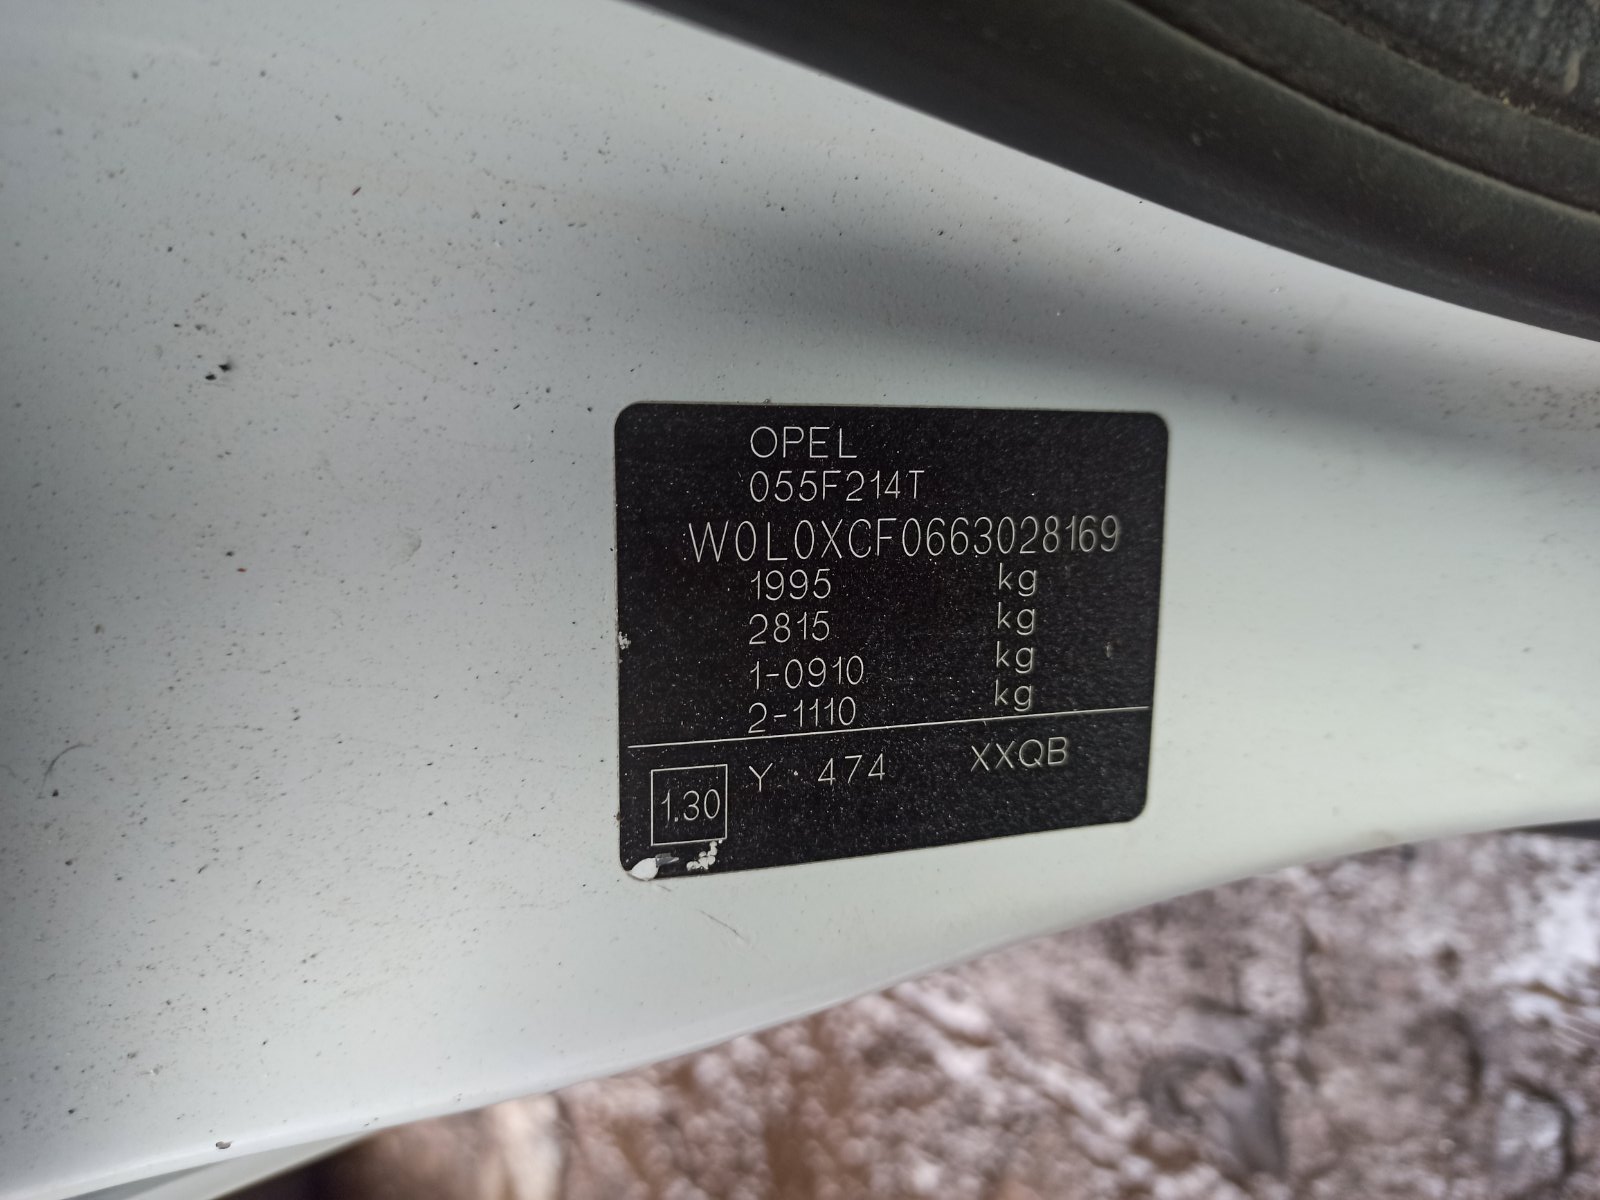 OPEL
055F214T
W0L0XCF0663028169
1995 kg
2815 kg
1-0910 kg
2-1110 kg
1.30 Y 474 XXQB